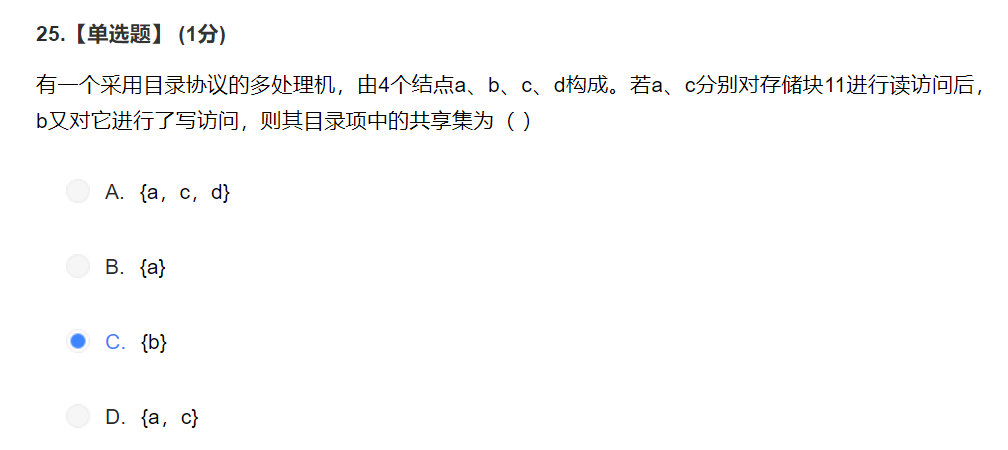 25.【单选题】 (1分)
有一个采用目录协议的多处理机，由4个结点a、b、c、d构成。若a、c分别对存储块11进行读访问后，
b又对它进行了写访问，则其目录项中的共享集为（ ）
A. {a，c，d}
B. {a}
C. {b}
D. {a，c}